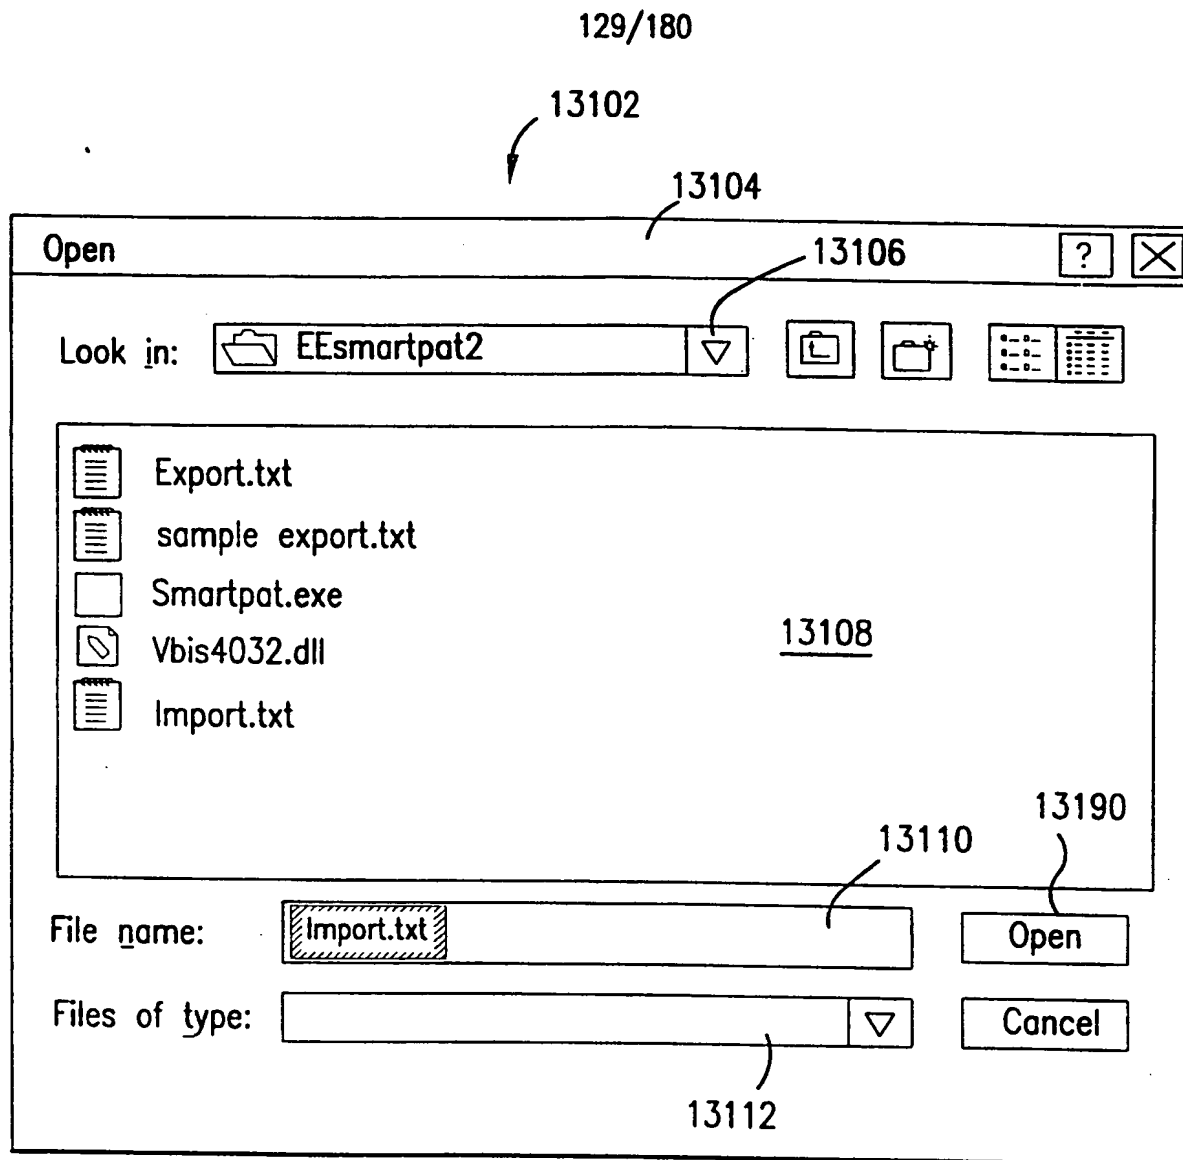 129/180
13102
13104
Open
13106
?
Look in:
EEsmartpat2
Export.txt
sample export.txt
Smartpat.exe
Vbis4032.dll
Import.txt
13108
13190
13110
File name:
Import.txt
Open
Files of type:
Cancel
13112